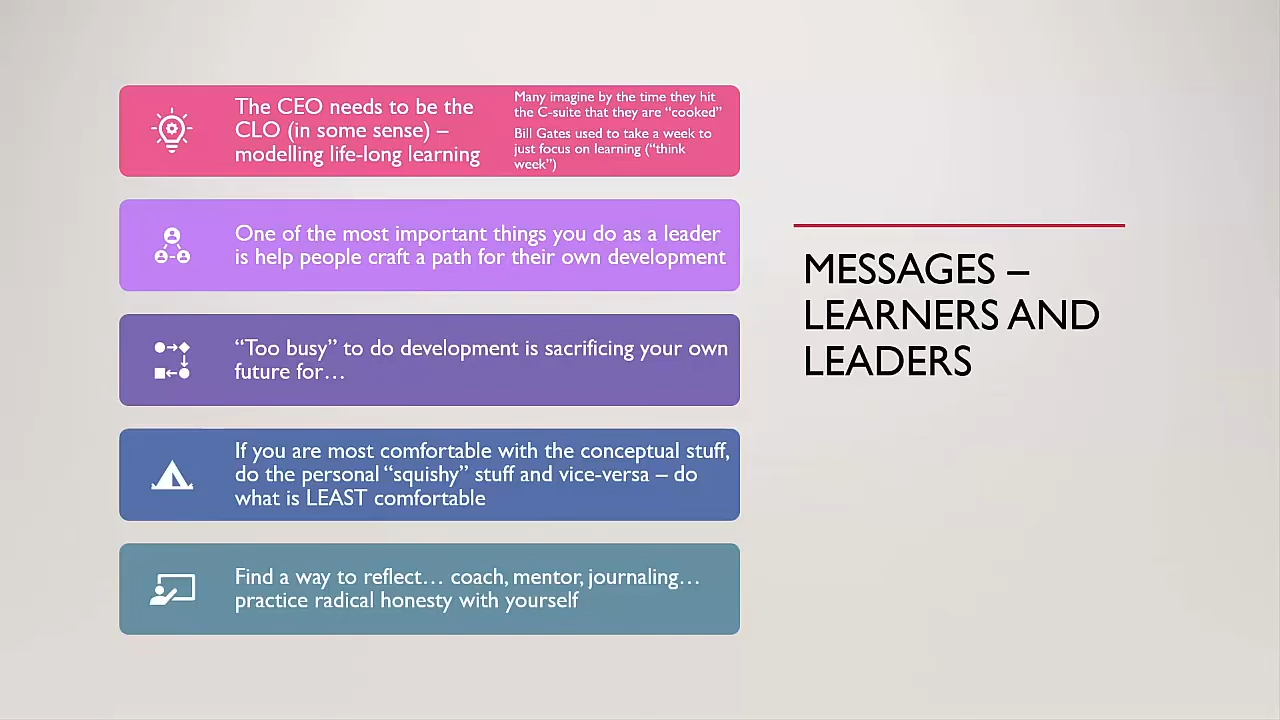 The CEO needs to be the
CLO (in some sense) –
modelling life-long learning
Many imagine by the time they hit
the C-suite that they are “cooked”
Bill Gates used to take a week to
just focus on learning (“think
week”)
One of the most important things you do as a leader
is help people craft a path for their own development
“Too busy” to do development is sacrificing your own
future for…
If you are most comfortable with the conceptual stuff,
do the personal “squishy” stuff and vice-versa – do
what is LEAST comfortable
Find a way to reflect… coach, mentor, journaling…
practice radical honesty with yourself
MESSAGES –
LEARNERS AND
LEADERS